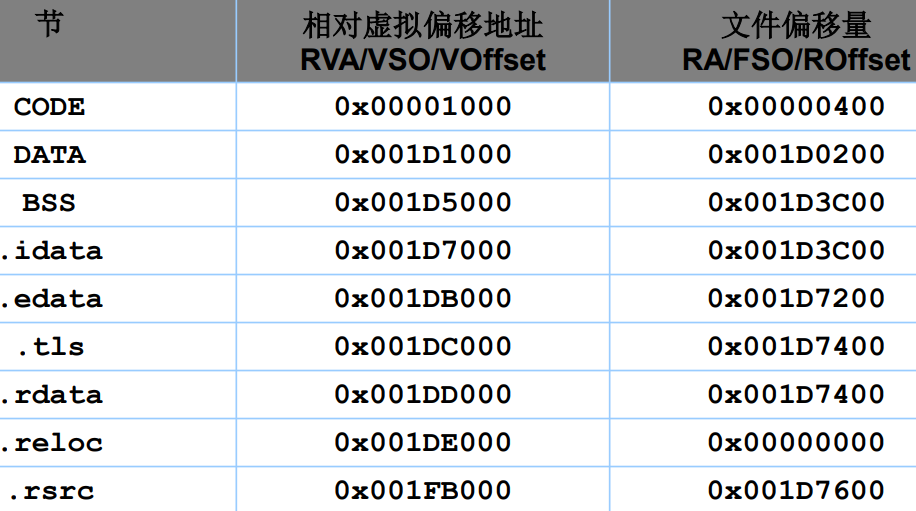 节 相对虚拟偏移地址 文件偏移量
RVA/VSO/VOffset RA/FSO/ROffset
CODE 0x00001000 0x00000400
DATA 0x001D1000 0x001D0200
BSS 0x001D5000 0x001D3C00
.idata 0x001D7000 0x001D3C00
.edata 0x001DB000 0x001D7200
.tls 0x001DC000 0x001D7400
.rdata 0x001DD000 0x001D7400
.reloc 0x001DE000 0x00000000
.rsrc 0x001FB000 0x001D7600